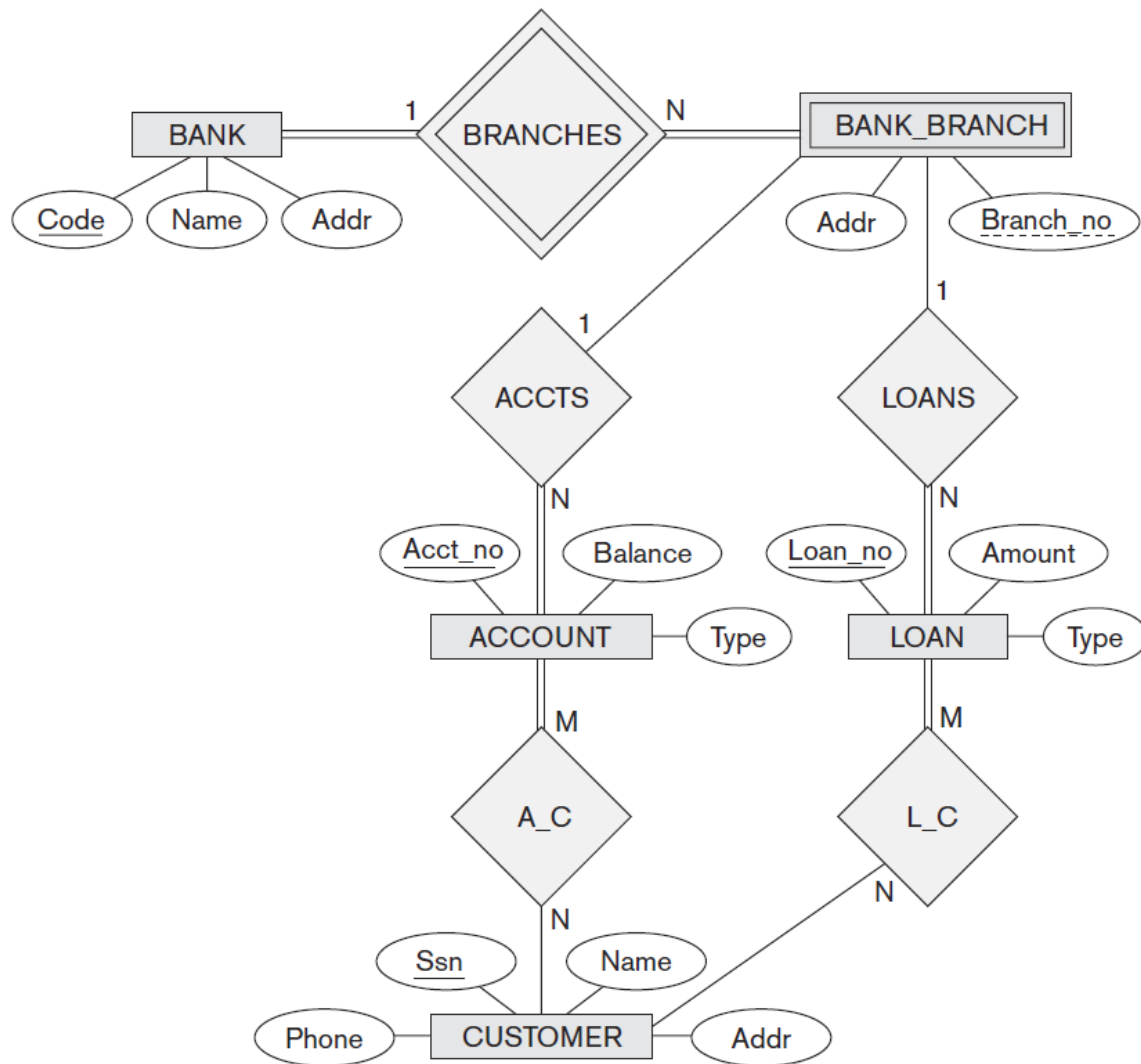 1
N
BANK
BRANCHES
BANK_BRANCH
Code
Name
Addr
Addr
Branch_no
1
1
ACCTS
LOANS
N
N
Acct_no
Balance
Loan_no
Amount
ACCOUNT
Type
LOAN
Type
M
M
A_C
L_C
N
N
Ssn
Name
Phone
CUSTOMER
Addr